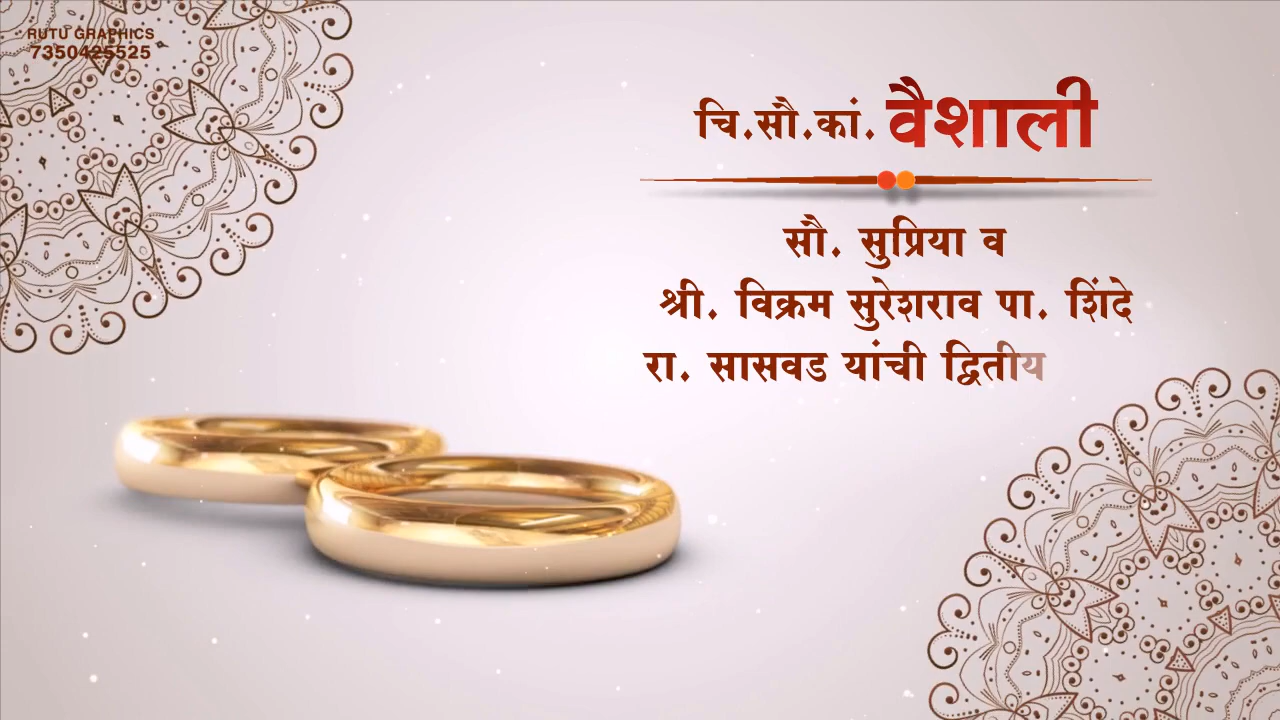 RUTU GRAPHICS
7350425525
चि.सौ.कां. वैशाली
सौ. सुप्रिया व
श्री. विक्रम सुरेशराव पा. शिंदे
रा. सासवड यांची द्वितीय